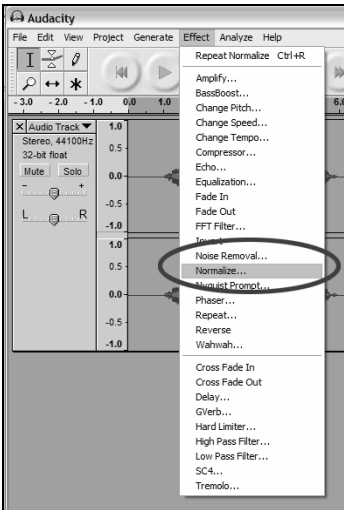 Audacity
File Edit View Project Generate Effect Analyze Help
Repeat Normalize Ctrl+R
Amplify...
BassBoost...
Change Pitch...
Change Speed...
Change Tempo...
Compressor...
Echo...
Equalization...
Fade In
Fade Out
FFT Filter...
Invert
Noise Removal...
Normalize...
Nyquist Prompt...
Phaser...
Repeat...
Reverse
Wahwah...
Cross Fade In
Cross Fade Out
Delay...
GVerb...
Hard Limiter...
High Pass Filter...
Low Pass Filter...
SC4...
Tremolo...
- 3.0 - 2.0 - 1.0 0.0 1.0 6.0
X Audio Track
Stereo, 44100Hz
32-bit float
Mute Solo
- +
L R
1.0
0.5
0.0
-0.5
-1.0
1.0
0.5
0.0
-0.5
-1.0